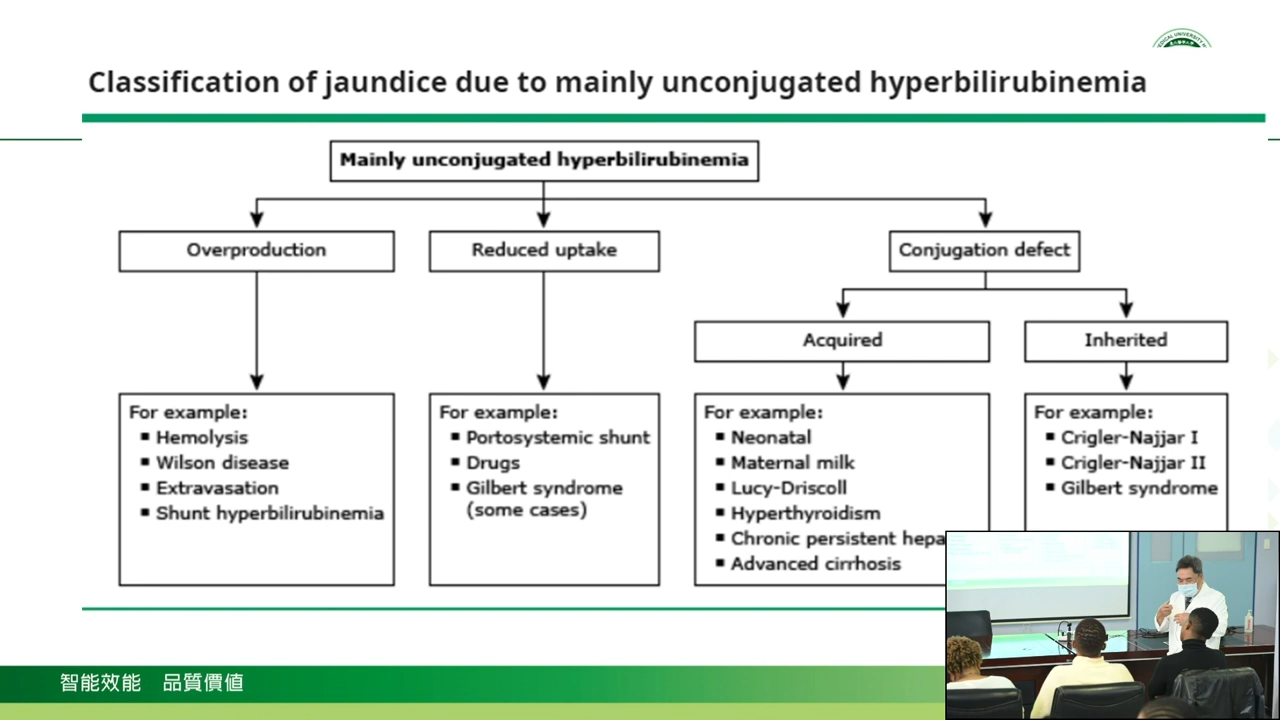 MEDICAL UNIVERSITY
Classification of jaundice due to mainly unconjugated hyperbilirubinemia
Mainly unconjugated hyperbilirubinemia
Overproduction
Reduced uptake
Conjugation defect
Acquired
Inherited
For example:
▪ Hemolysis
▪ Wilson disease
▪ Extravasation
▪ Shunt hyperbilirubinemia
For example:
▪ Portosystemic shunt
▪ Drugs
▪ Gilbert syndrome
(some cases)
For example:
▪ Neonatal
▪ Maternal milk
▪ Lucy-Driscoll
▪ Hyperthyroidism
▪ Chronic persistent hepa
▪ Advanced cirrhosis
For example:
▪ Crigler-Najjar I
▪ Crigler-Najjar II
▪ Gilbert syndrome
智能效能 品質價値